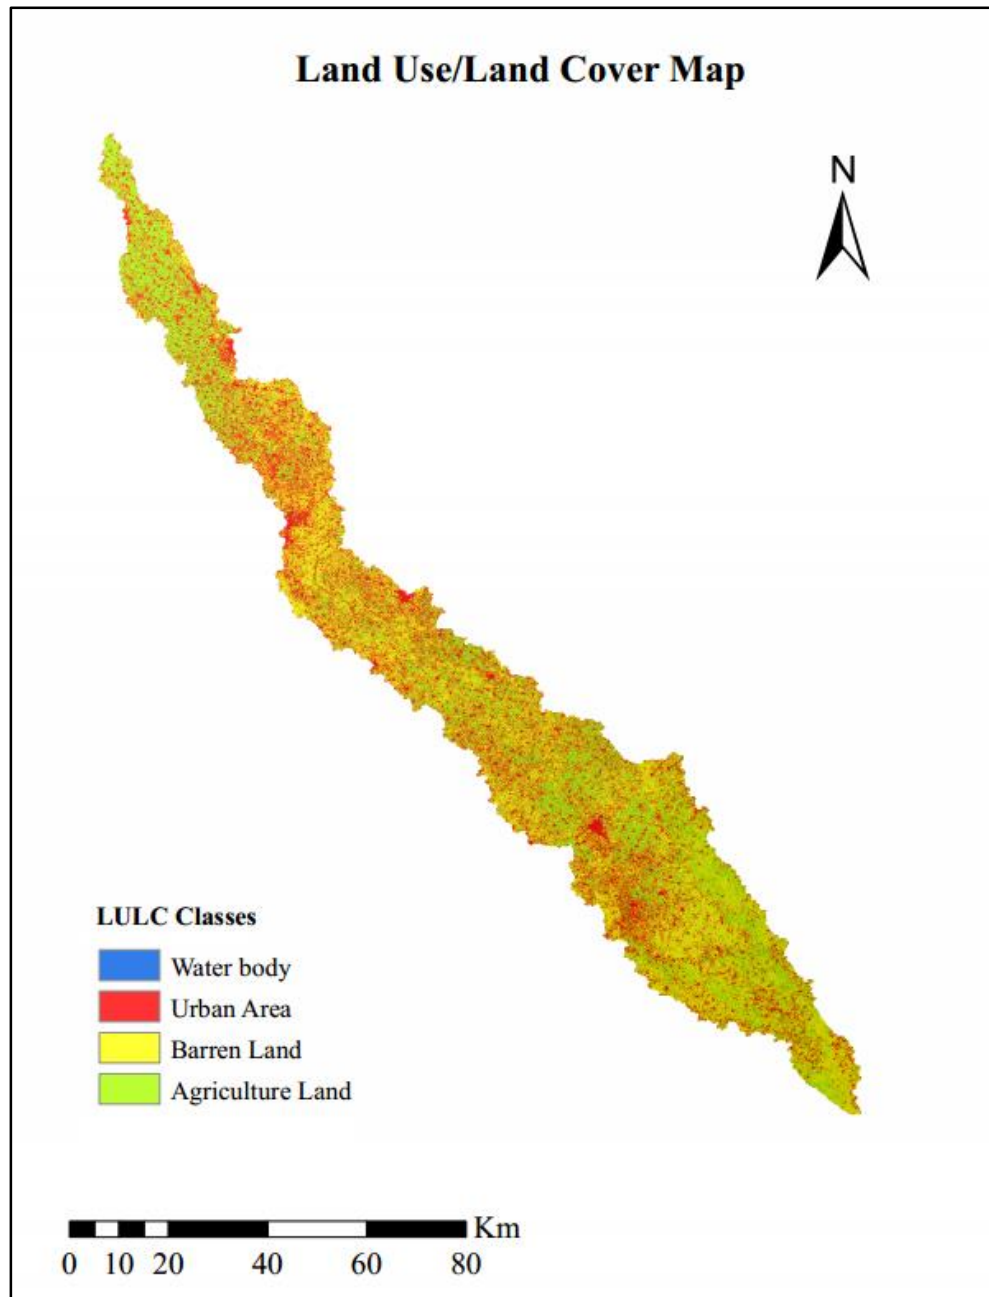 Land Use/Land Cover Map
N
LULC Classes
Water body
Urban Area
Barren Land
Agriculture Land
Km
0 10 20 40 60 80